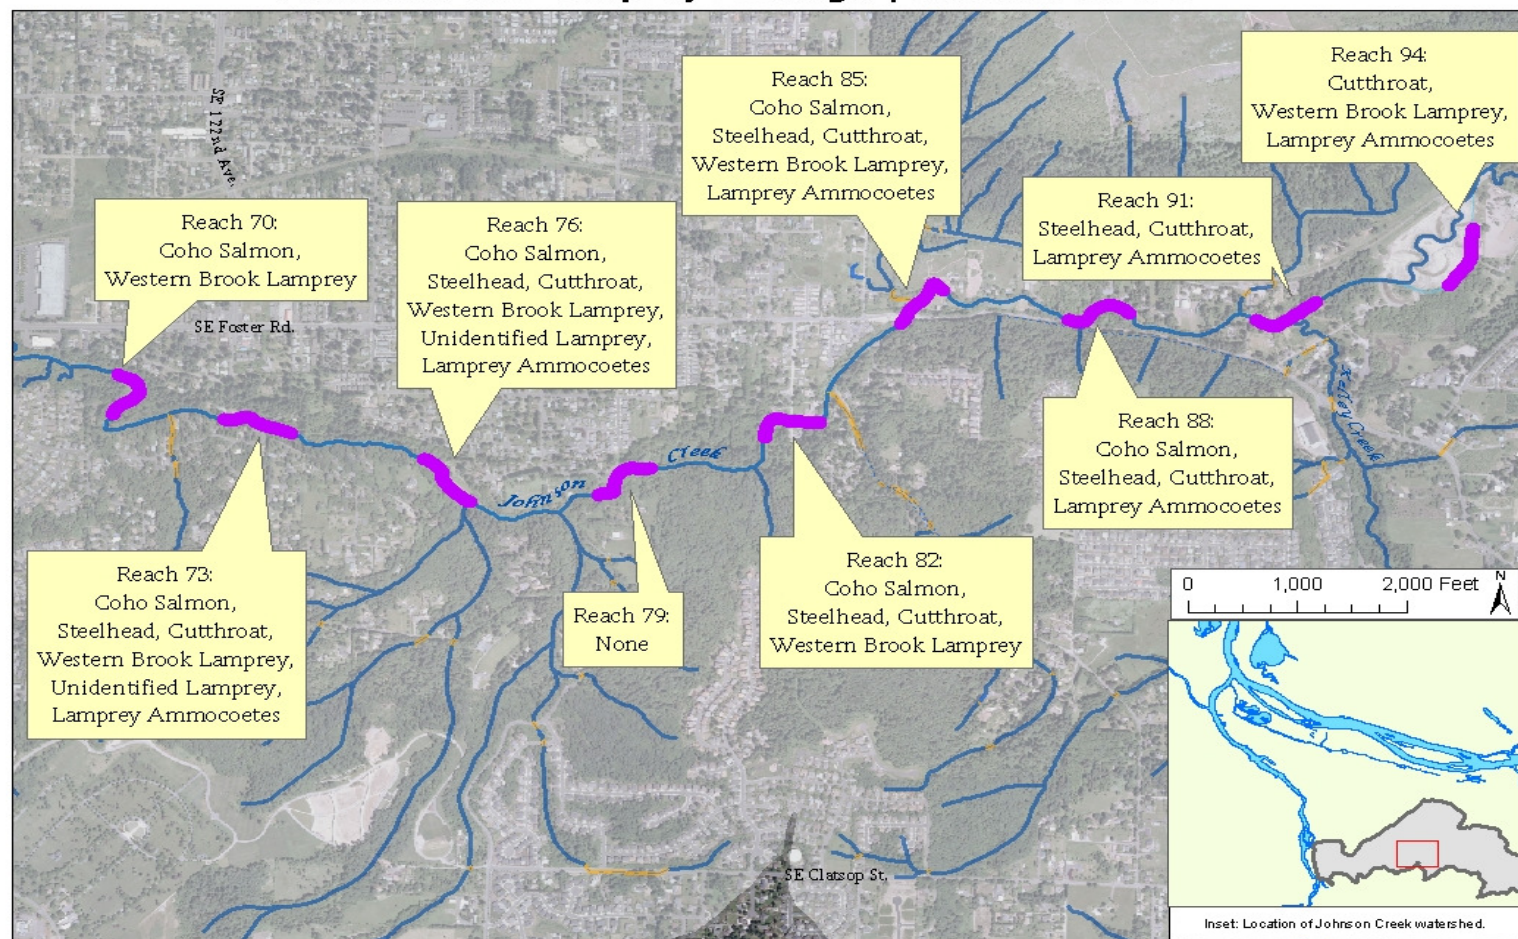 Reach 85:
Coho Salmon,
Steelhead, Cutthroat,
Western Brook Lamprey,
Lamprey Ammocoetes
Reach 94:
Cutthroat,
Western Brook Lamprey,
Lamprey Ammocoetes
SE 122nd Ave.
Reach 70:
Coho Salmon,
Western Brook Lamprey
Reach 76:
Coho Salmon,
Steelhead, Cutthroat,
Western Brook Lamprey,
Unidentified Lamprey,
Lamprey Ammocoetes
Reach 91:
Steelhead, Cutthroat,
Lamprey Ammocoetes
SE Foster Rd.
Kelley Creek
Reach 88:
Coho Salmon,
Steelhead, Cutthroat,
Lamprey Ammocoetes
Johnson Creek
Reach 73:
Coho Salmon,
Steelhead, Cutthroat,
Western Brook Lamprey,
Unidentified Lamprey,
Lamprey Ammocoetes
Reach 79:
None
Reach 82:
Coho Salmon,
Steelhead, Cutthroat,
Western Brook Lamprey
0 1,000 2,000 Feet
N
SE Clatsop St.
Inset: Location of Johnson Creek watershed.